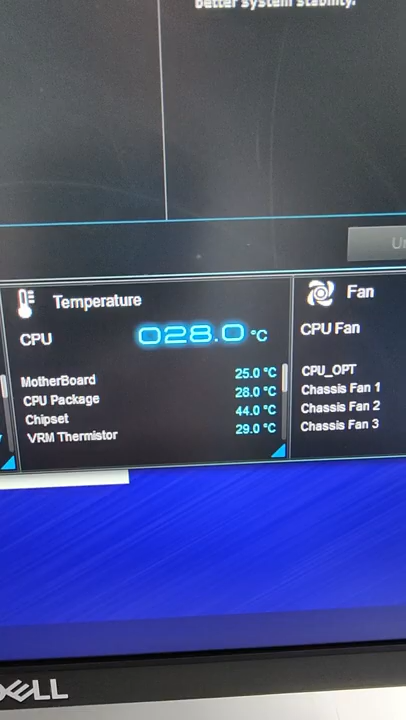 better system stability.
Temperature
CPU 028.0 °C
MotherBoard 25.0 °C
CPU Package 28.0 °C
Chipset 44.0 °C
VRM Thermistor 29.0 °C
Fan
CPU Fan
CPU_OPT
Chassis Fan 1
Chassis Fan 2
Chassis Fan 3
DELL